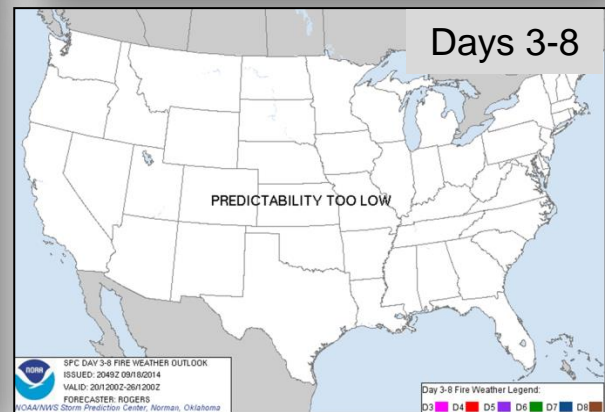 Days 3-8
PREDICTABILITY TOO LOW
NOAA
SPC DAY 3-8 FIRE WEATHER OUTLOOK
ISSUED: 2049Z 09/18/2014
VALID: 20/1200Z-26/1200Z
FORECASTER: ROGERS
NOAA/NWS Storm Prediction Center, Norman, Oklahoma
Day 3-8 Fire Weather Legend:
D3 D4 D5 D6 D7 D8